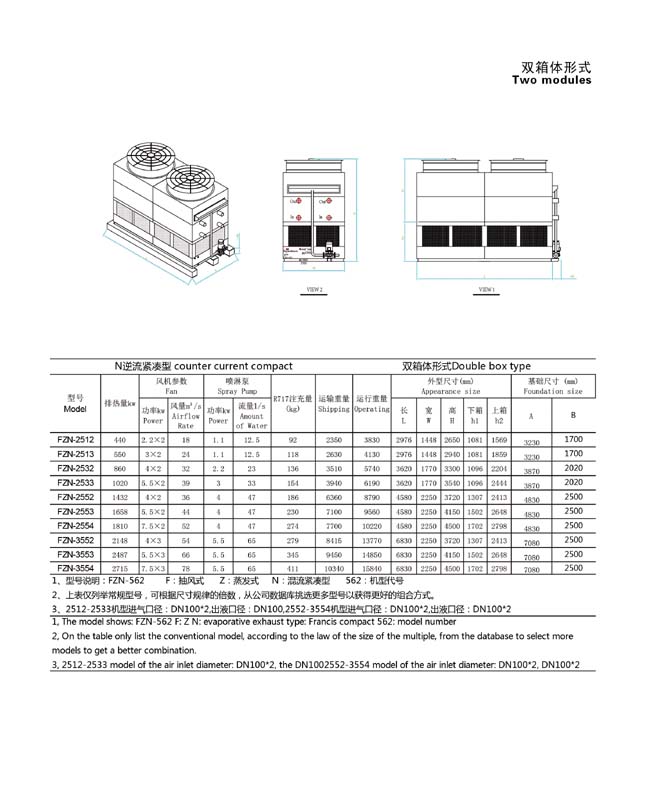 双箱体形式
Two modules
Out
Out
In
In
VIEW2
VIEW1
N逆流紧凑型 counter current compact 双箱体形式Double box type
型号 Model 排热量kw 风机参数 Fan 喷淋泵 Spray Pump R717注充量 (kg) 运输重量 Shipping 运行重量 Operating 外型尺寸(mm) Appearance size 基础尺寸 (mm) Foundation size
功率kw Power 风量m³/s Airflow Rate 功率kw Power 流量l/s Amount of Water 长 L 宽 W 高 H 下箱 h1 上箱 h2 A B
FZN-2512 440 2.2×2 18 1.1 12.5 92 2350 3830 2976 1448 2650 1081 1569 3230 1700
FZN-2513 550 3×2 24 1.1 12.5 118 2630 4130 2976 1448 2940 1081 1859 3230 1700
FZN-2532 860 4×2 32 2.2 23 136 3510 5740 3620 1770 3300 1096 2204 3870 2020
FZN-2533 1020 5.5×2 39 3 33 154 3940 6190 3620 1770 3540 1096 2444 3870 2020
FZN-2552 1432 4×2 36 4 47 186 6360 8790 4580 2250 3720 1307 2413 4830 2500
FZN-2553 1658 5.5×2 44 4 47 230 7100 9560 4580 2250 4150 1502 2648 4830 2500
FZN-2554 1810 7.5×2 52 4 47 274 7700 10220 4580 2250 4500 1702 2798 4830 2500
FZN-3552 2148 4×3 54 5.5 65 279 8415 13770 6830 2250 3720 1307 2413 7080 2500
FZN-3553 2487 5.5×3 66 5.5 65 345 9450 14850 6830 2250 4150 1502 2648 7080 2500
FZN-3554 2715 7.5×3 78 5.5 65 411 10340 15840 6830 2250 4500 1702 2798 7080 2500
1、型号说明：FZN-562 F：抽风式 Z：蒸发式 N：混流紧凑型 562：机型代号
2、上表仅列举常规型号，可根据尺寸规律的倍数，从公司数据库挑选更多型号以获得更好的组合方式。
3、2512-2533机型进气口径：DN100*2,出液口径：DN100,2552-3554机型进气口径：DN100*2,出液口径：DN100*2
1, The model shows: FZN-562 F: Z N: evaporative exhaust type: Francis compact 562: model number
2, On the table only list the conventional model, according to the law of the size of the multiple, from the database to select more
models to get a better combination.
3, 2512-2533 model of the air inlet diameter: DN100*2, the DN1002552-3554 model of the air inlet diameter: DN100*2, DN100*2